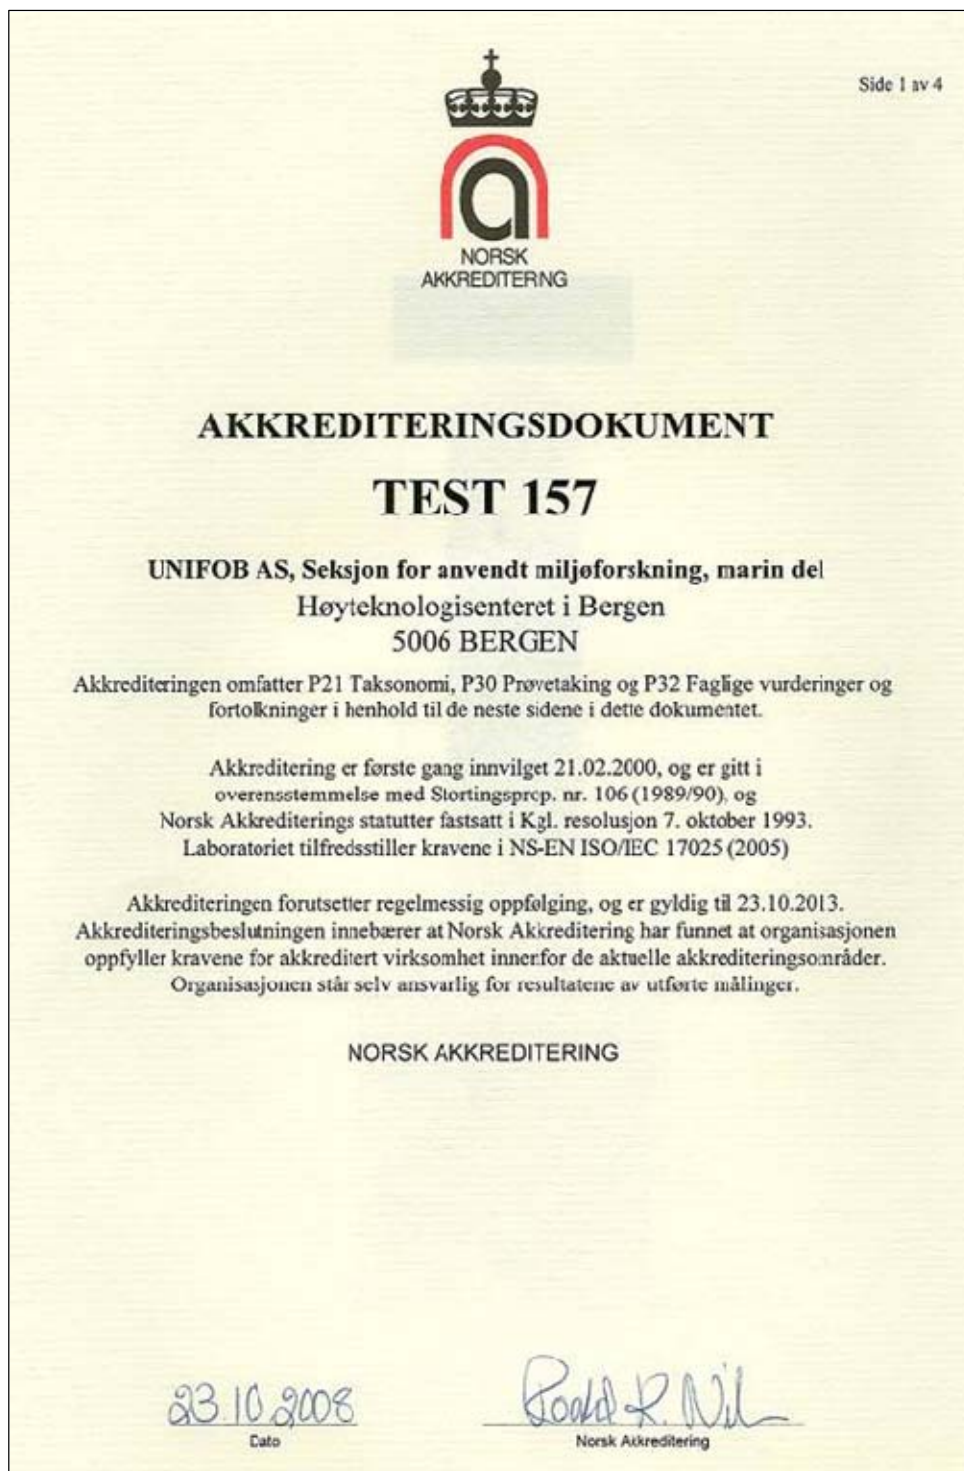 Side 1 av 4
NORSK
AKKREDITERING
AKKREDITERINGSDOKUMENT
TEST 157
UNIFOB AS, Seksjon for anvendt miljøforskning, marin del
Høyteknologisenteret i Bergen
5006 BERGEN
Akkrediteringen omfatter P21 Taksonomi, P30 Prøvetaking og P32 Faglige vurderinger og
fortolkninger i henhold til de neste sidene i dette dokumentet.
Akkreditering er første gang innvilget 21.02.2000, og er gitt i
overensstemmelse med Stortingsprop. nr. 106 (1989/90), og
Norsk Akkrediterings statutter fastsatt i Kgl. resolusjon 7. oktober 1993.
Laboratoriet tilfredsstiller kravene i NS-EN ISO/IEC 17025 (2005)
Akkrediteringen forutsetter regelmessig oppfølging, og er gyldig til 23.10.2013.
Akkrediteringsbeslutningen innebærer at Norsk Akkreditering har funnet at organisasjonen
oppfyller kravene for akkreditert virksomhet innenfor de aktuelle akkrediteringsområder.
Organisasjonen står selv ansvarlig for resultatene av utførte målinger.
NORSK AKKREDITERING
23.10.2008
Dato
Norsk Akkreditering